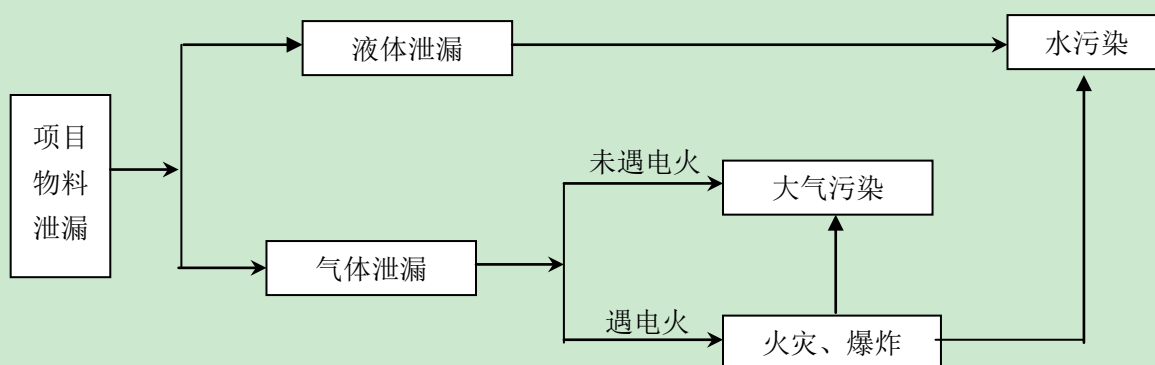 液体泄漏
水污染
项目
物料
泄漏
未遇电火
大气污染
气体泄漏
遇电火
火灾、爆炸